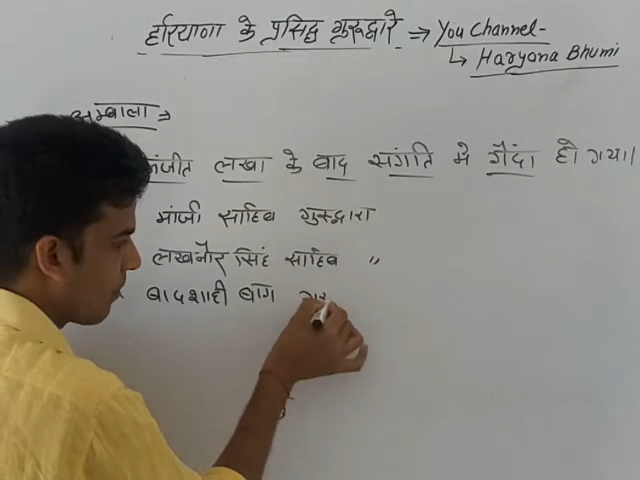 हरियाणा के प्रसिद्ध गुरुद्वारे ⇒ You Channel-
↳ Haryana Bhumi
अम्बाला ⇒
मंजीत लखा के बाद संगति मे गैंदा हो गया।
मांजी साहिब गुरुद्वारा
लखनौर सिंह साहिब "
बादशाही बाग गुरु